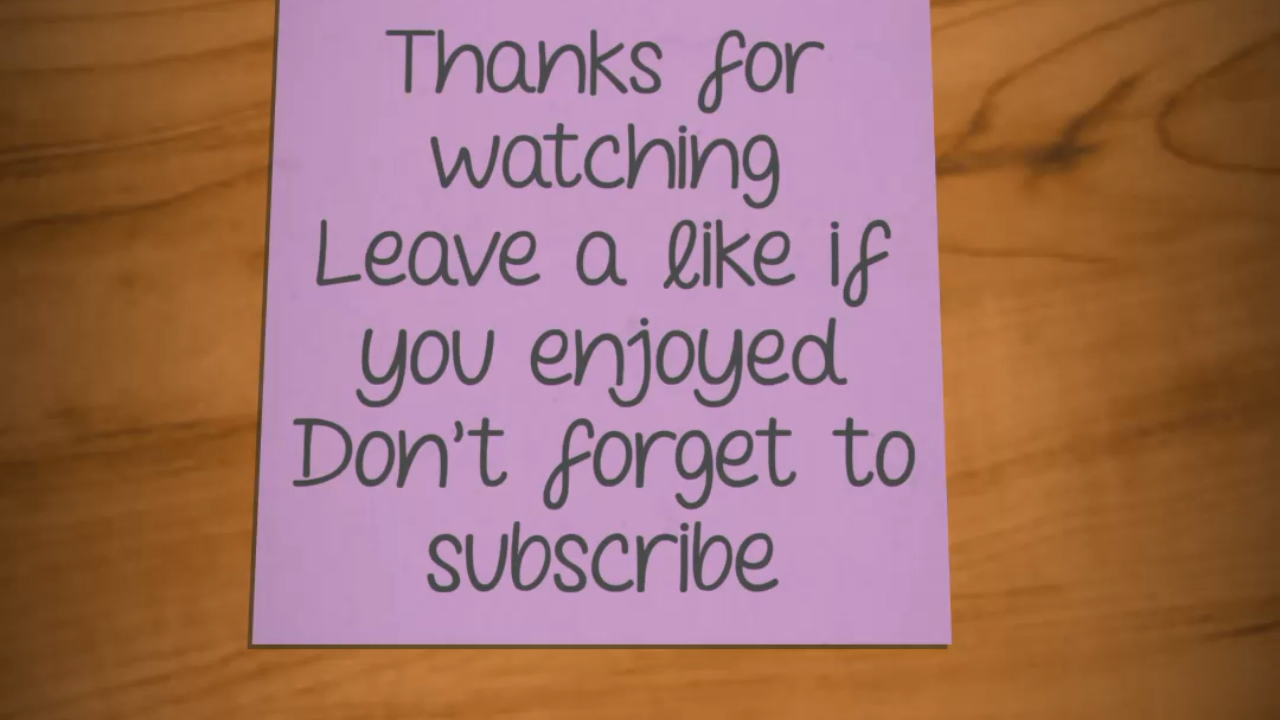 Thanks for
watching
Leave a like if
you enjoyed
Don't forget to
subscribe